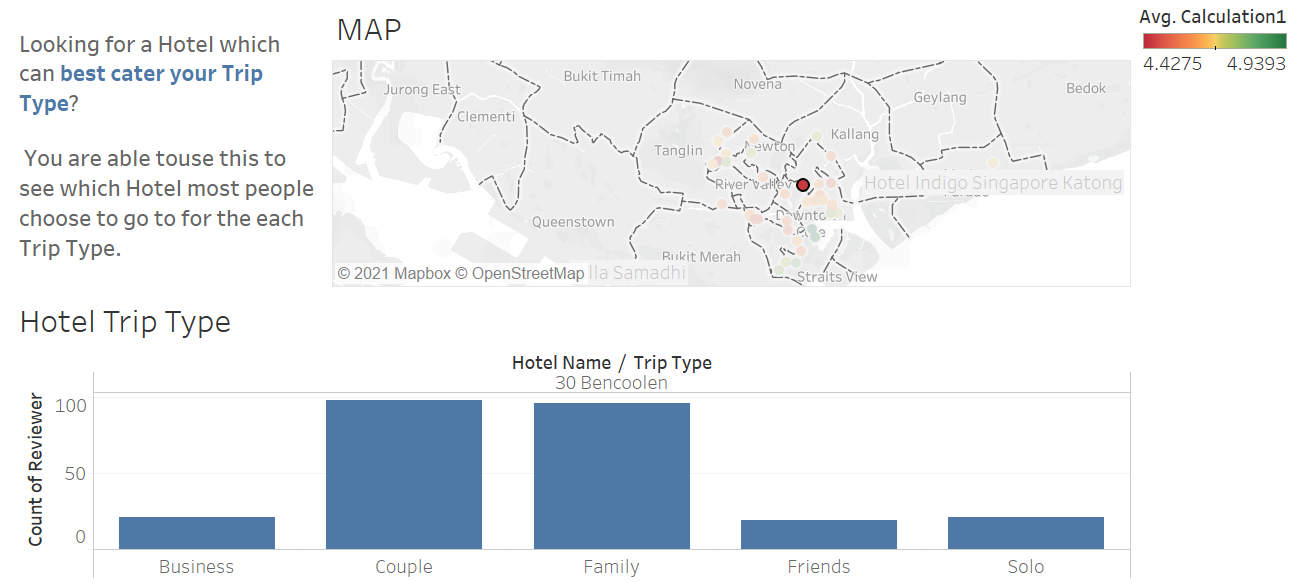 Looking for a Hotel which
can best cater your Trip
Type?
You are able touse this to
see which Hotel most people
choose to go to for the each
Trip Type.
MAP
Avg. Calculation1
4.4275 4.9393
Bukit Timah
Novena
Jurong East
Bedok
Geylang
Clementi
Kallang
Tanglin
Newton
River Valley
Hotel Indigo Singapore Katong
Queenstown
Bukit Merah
Straits View
© 2021 Mapbox © OpenStreetMap lla Samadhi
Hotel Trip Type
Hotel Name / Trip Type
30 Bencoolen
Count of Reviewer
100
50
0
Business Couple Family Friends Solo